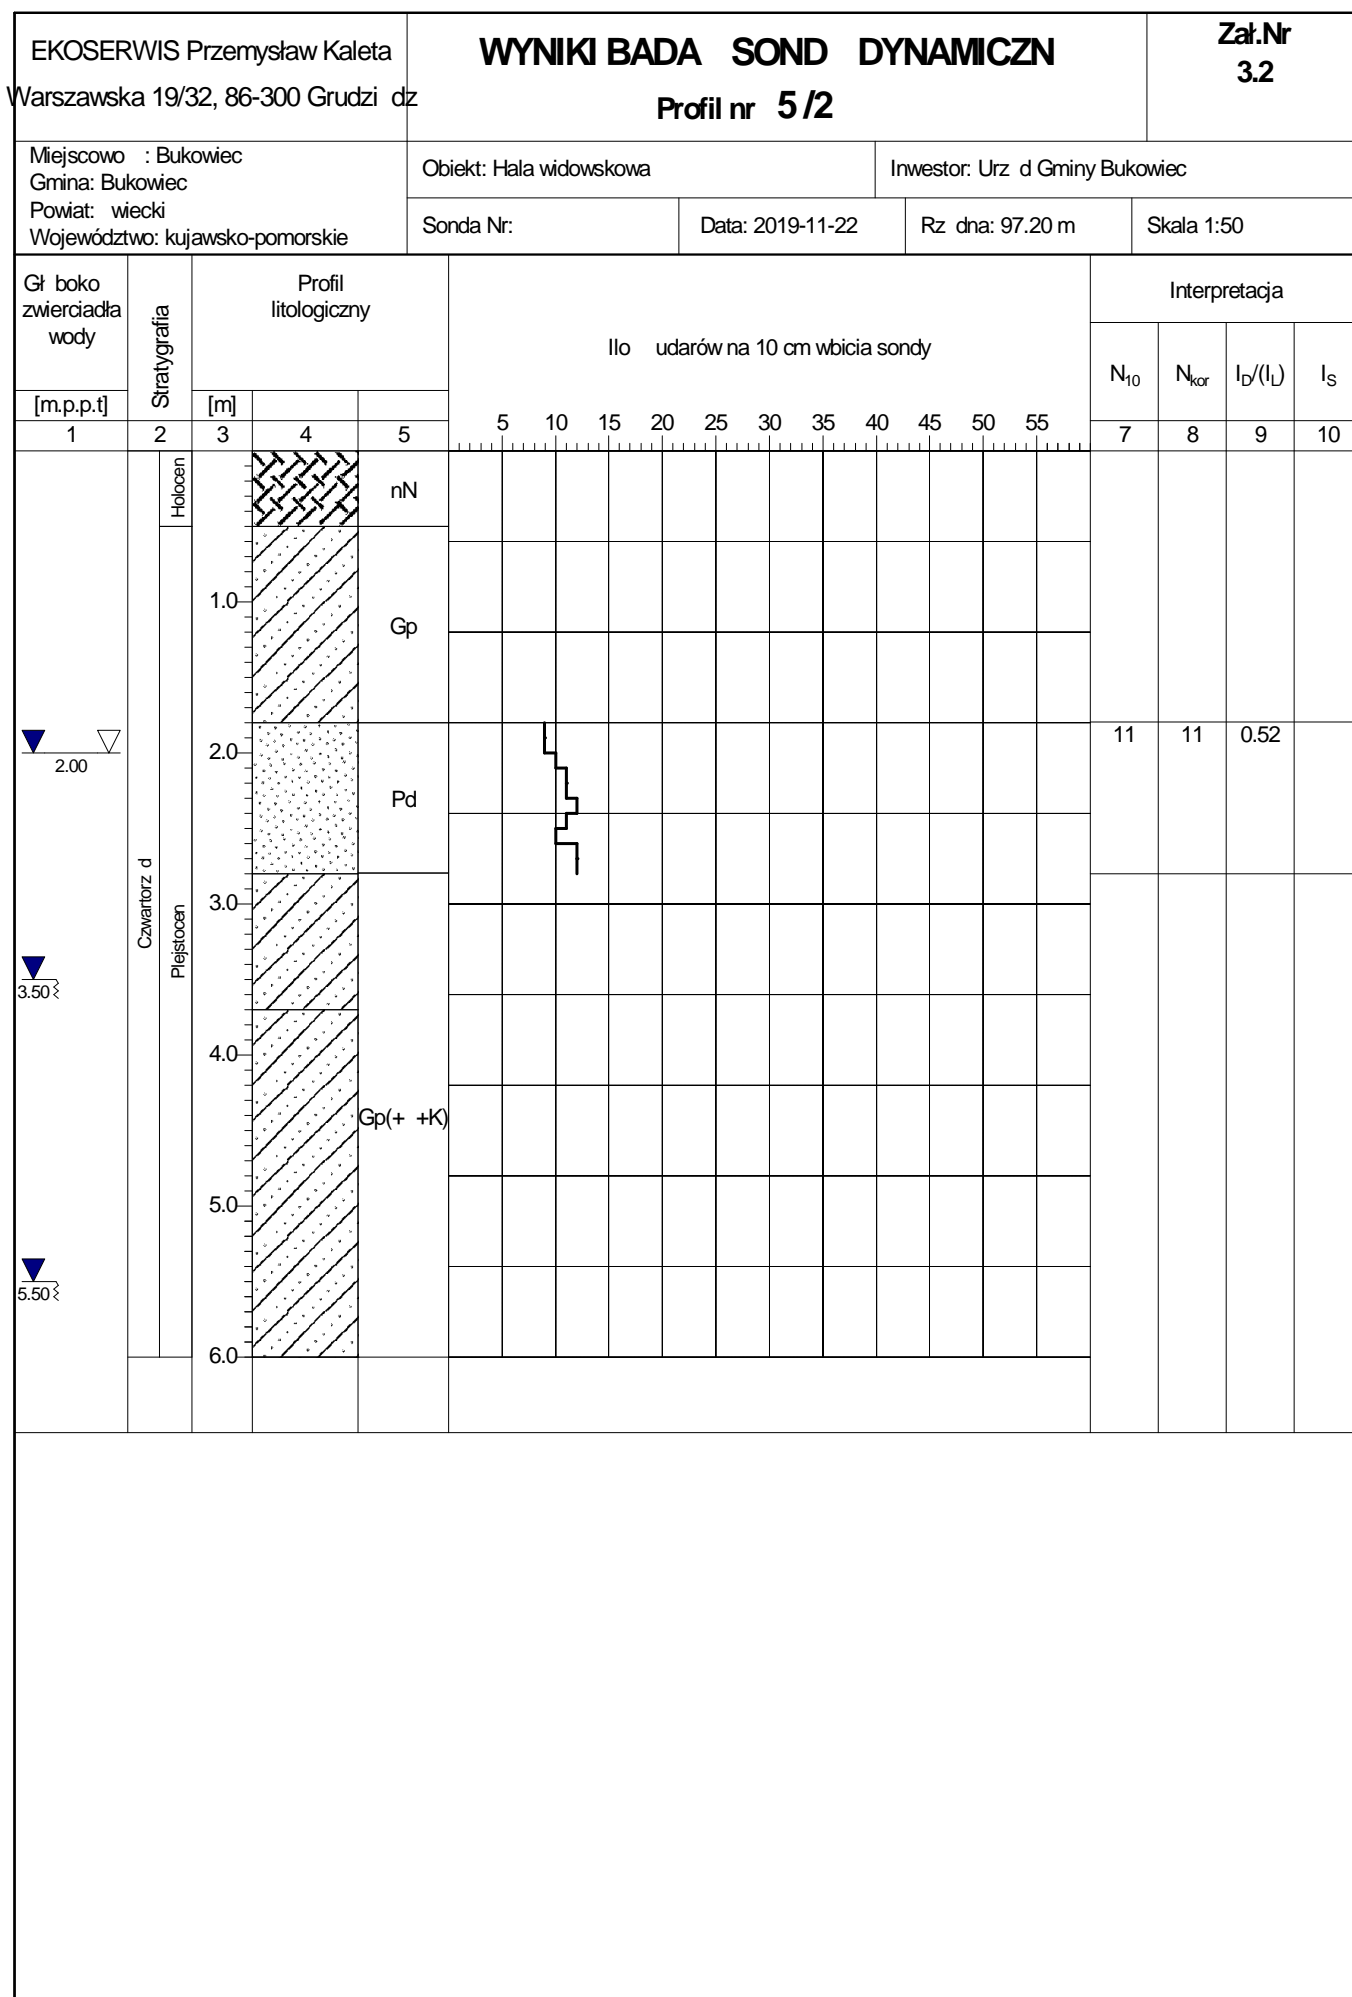 EKOSERWIS Przemysław Kaleta
Warszawska 19/32, 86-300 Grudzi dz
WYNIKI BADA SOND DYNAMICZN
Profil nr 5 /2
Zał.Nr
3.2
Miejscowo : Bukowiec
Gmina: Bukowiec
Powiat: wiecki
Województwo: kujawsko-pomorskie
Obiekt: Hala widowskowa
Inwestor: Urz d Gminy Bukowiec
Sonda Nr:
Data: 2019-11-22
Rz dna: 97.20 m
Skala 1:50
Gł boko
zwierciadła
wody
[m.p.p.t]
Stratygrafia
Profil
litologiczny
[m]
Ilo udarów na 10 cm wbicia sondy
Interpretacja
N10 Nkor ID/(IL) IS
5 10 15 20 25 30 35 40 45 50 55
1 2 3 4 5 7 8 9 10
Holocen
nN
1.0
Gp
2.00
2.0
Pd
11 11 0.52
Czwartorz d
Plejstocen
3.0
3.50
4.0
Gp(+ +K)
5.0
5.50
6.0